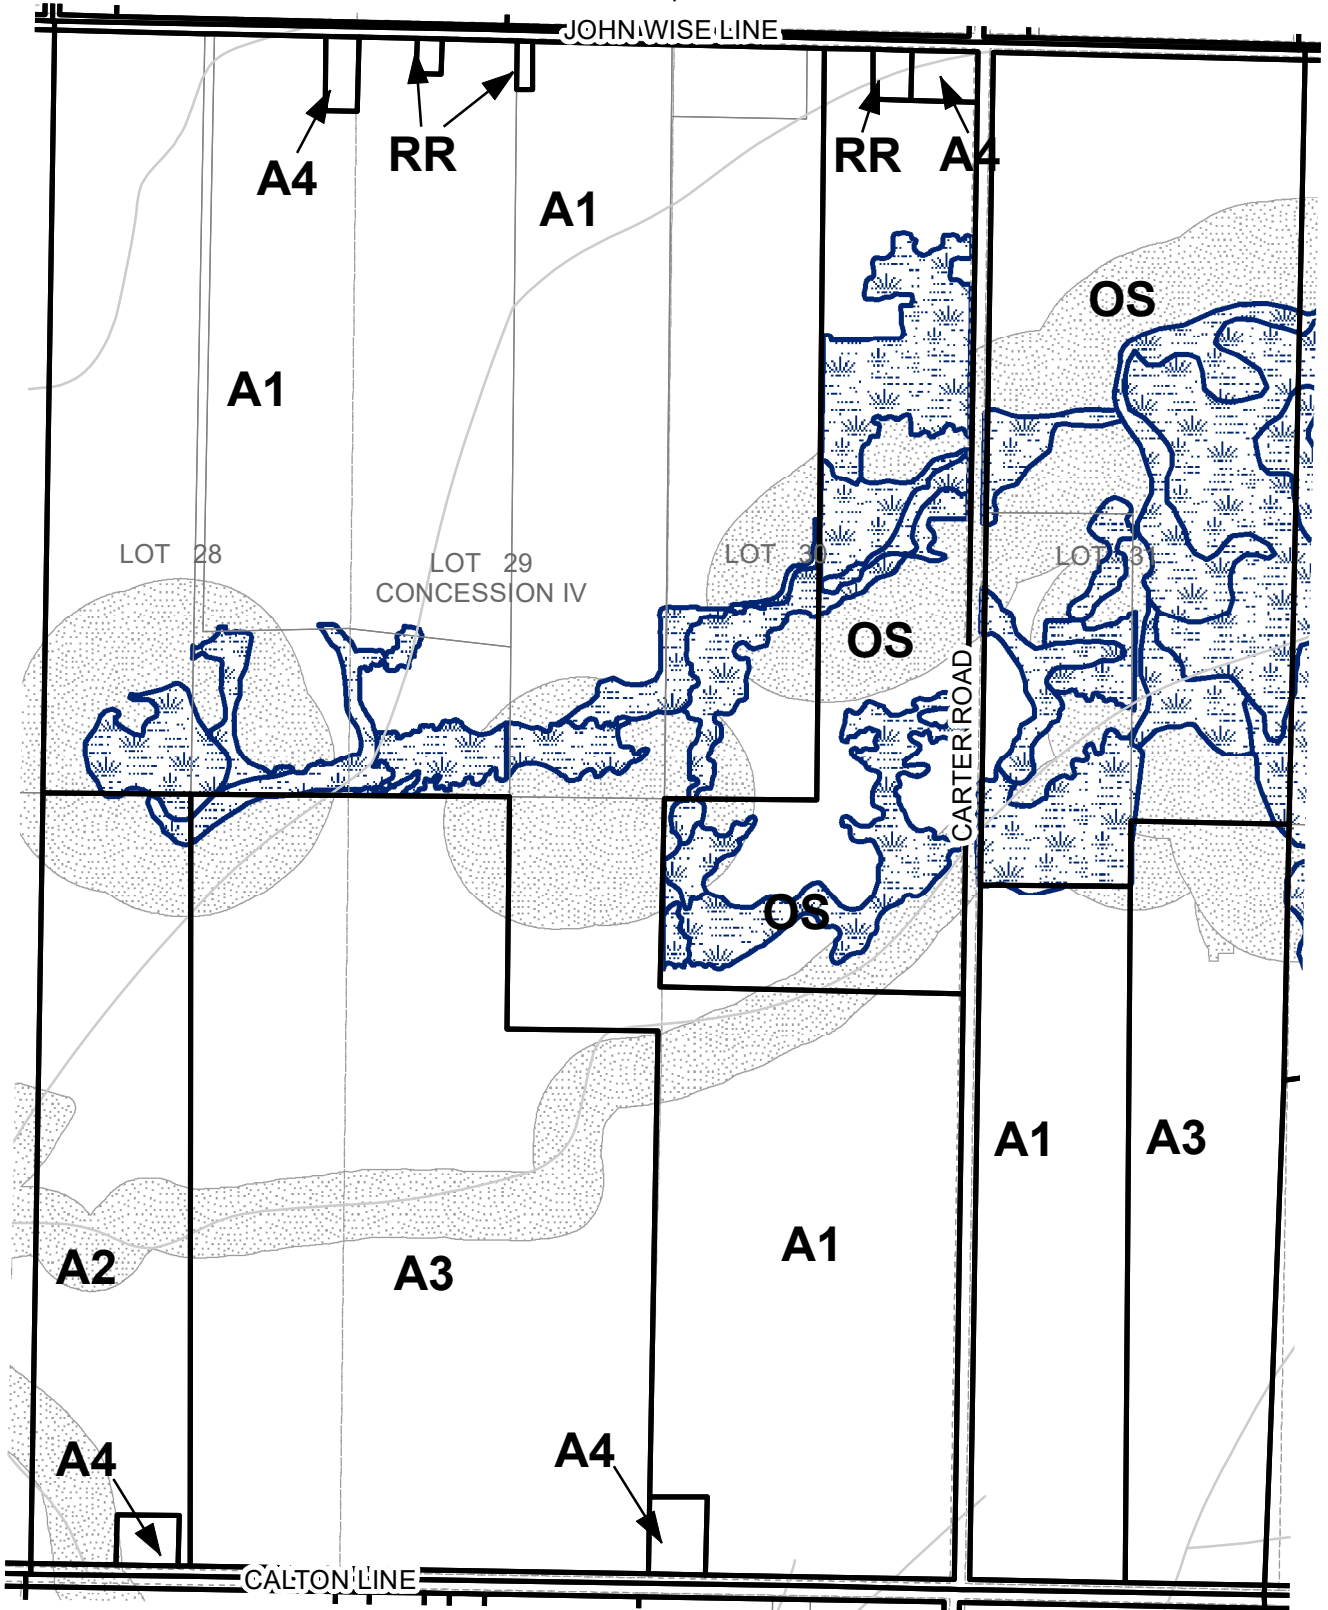 JOHN WISE LINE
RR
RR
A4
A4
A1
OS
A1
LOT 28
LOT 29
CONCESSION IV
LOT 30
LOT 31
OS
CARTER ROAD
OS
A1
A3
A1
A2
A3
A4
A4
CALTON LINE